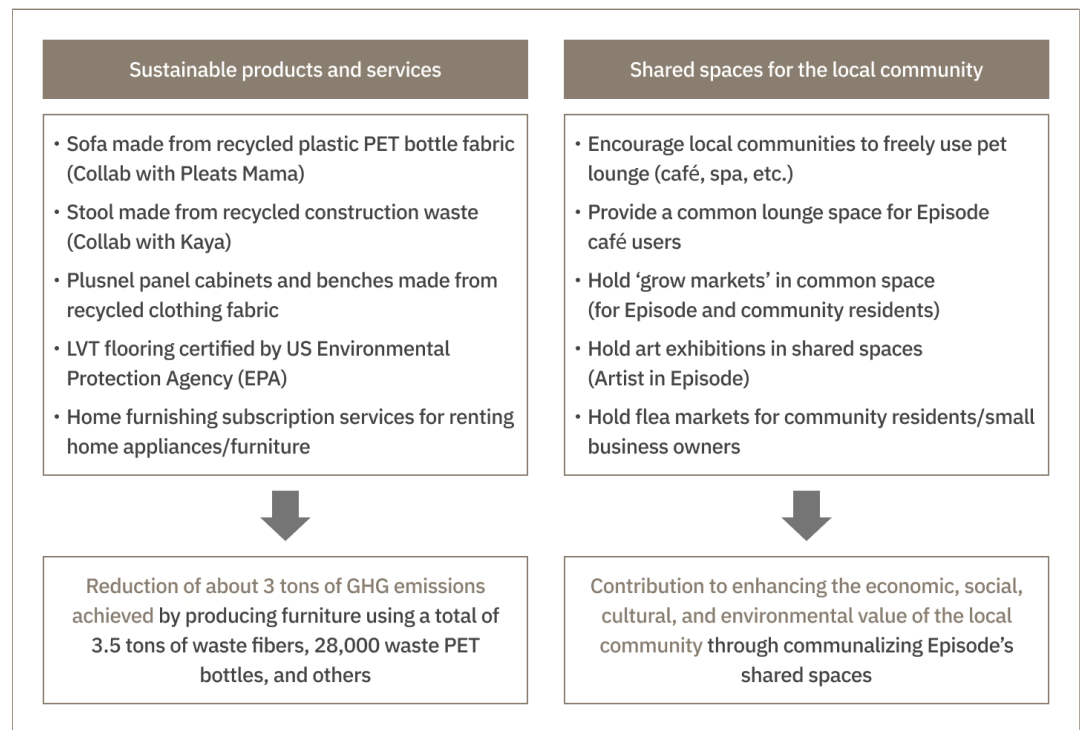 Sustainable products and services
• Sofa made from recycled plastic PET bottle fabric
(Collab with Pleats Mama)
• Stool made from recycled construction waste
(Collab with Kaya)
• Plusnel panel cabinets and benches made from
recycled clothing fabric
• LVT flooring certified by US Environmental
Protection Agency (EPA)
• Home furnishing subscription services for renting
home appliances/furniture
Reduction of about 3 tons of GHG emissions
achieved by producing furniture using a total of
3.5 tons of waste fibers, 28,000 waste PET
bottles, and others
Shared spaces for the local community
• Encourage local communities to freely use pet
lounge (café, spa, etc.)
• Provide a common lounge space for Episode
café users
• Hold ‘grow markets’ in common space
(for Episode and community residents)
• Hold art exhibitions in shared spaces
(Artist in Episode)
• Hold flea markets for community residents/small
business owners
Contribution to enhancing the economic, social,
cultural, and environmental value of the local
community through communalizing Episode’s
shared spaces